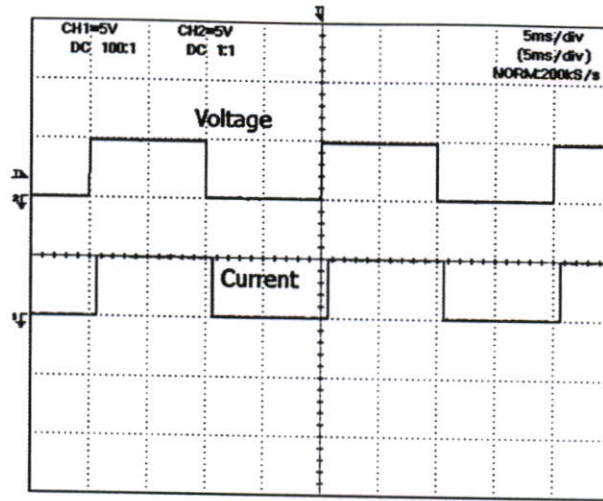 CH1=5V
DC 100:1
CH2=5V
DC 1:1
5ms/div
(5ms/div)
NORM:200kS/s
Voltage
Current